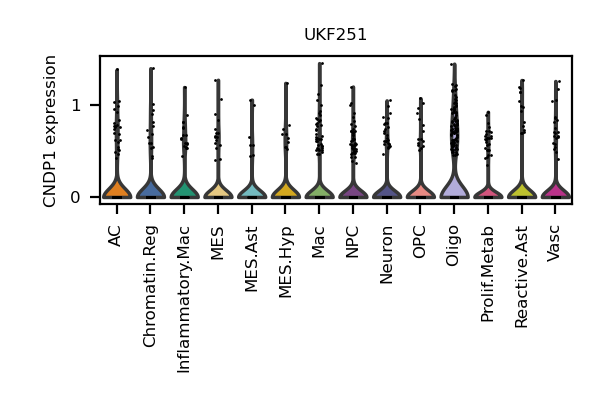 UKF251
CNDP1 expression
1
0
AC
Chromatin.Reg
Inflammatory.Mac
MES
MES.Ast
MES.Hyp
Mac
NPC
Neuron
OPC
Oligo
Prolif.Metab
Reactive.Ast
Vasc